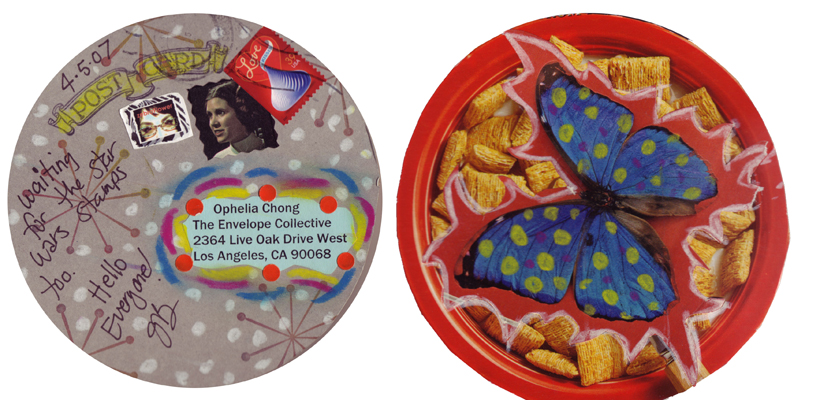 4.5.07
POST CARD
Love
Waiting
for the Star
Wars Stamps
too.
Hello
Everyone!
Ophelia Chong
The Envelope Collective
2364 Live Oak Drive West
Los Angeles, CA 90068